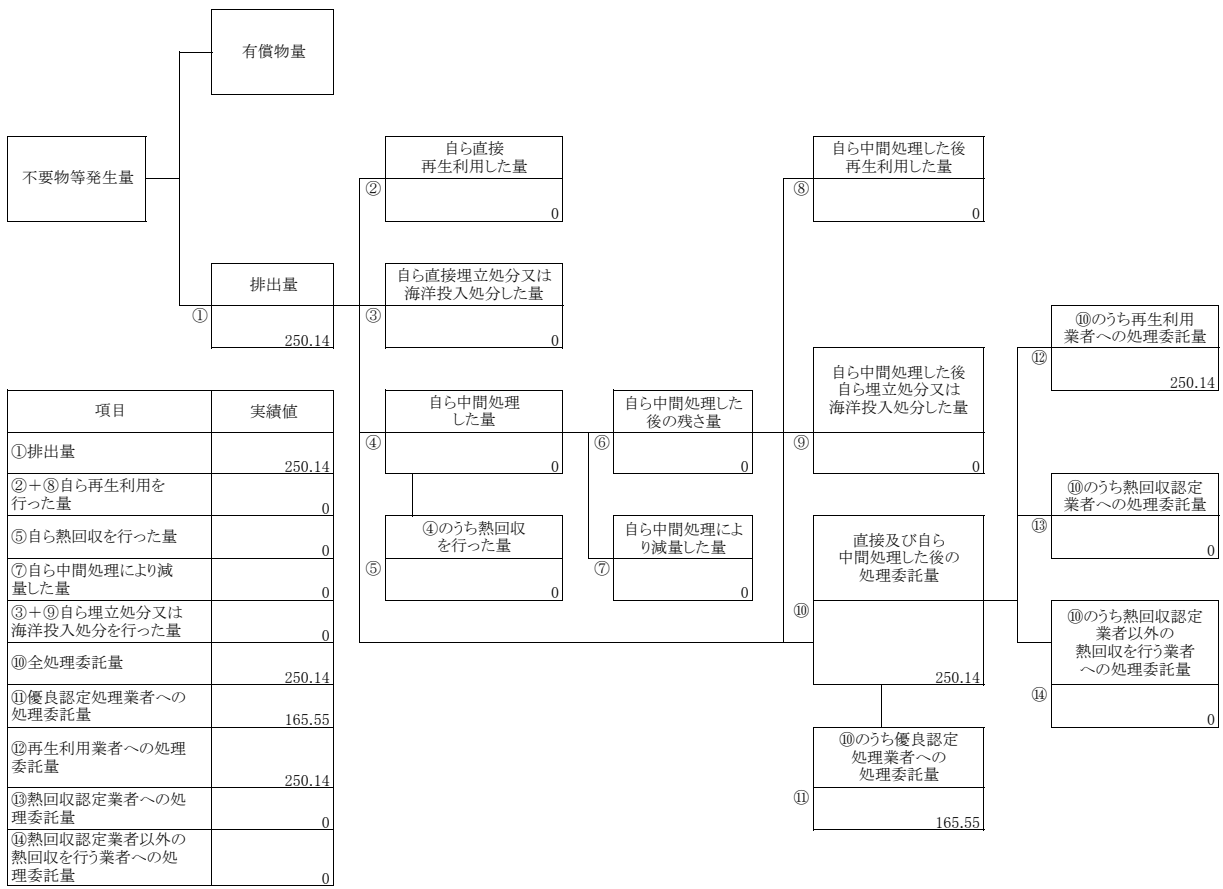 有償物量
不要物等発生量
自ら直接
再生利用した量
②
0
自ら中間処理した後
再生利用した量
⑧
0
排出量
①
250.14
自ら直接埋立処分又は
海洋投入処分した量
③
0
⑩のうち再生利用
業者への処理委託量
⑫
250.14
自ら中間処理
した量
④
0
自ら中間処理した
後の残さ量
⑥
0
自ら中間処理した後
自ら埋立処分又は
海洋投入処分した量
⑨
0
⑩のうち熱回収認定
業者への処理委託量
⑬
0
④のうち熱回収
を行った量
⑤
0
自ら中間処理によ
り減量した量
⑦
0
直接及び自ら
中間処理した後の
処理委託量
⑩
250.14
⑩のうち熱回収認定
業者以外の
熱回収を行う業者
への処理委託量
⑭
0
⑩のうち優良認定
処理業者への
処理委託量
⑪
165.55
項目 実績値
①排出量
250.14
②＋⑧自ら再生利用を
行った量
0
⑤自ら熱回収を行った量
0
⑦自ら中間処理により減
量した量
0
③＋⑨自ら埋立処分又は
海洋投入処分を行った量
0
⑩全処理委託量
250.14
⑪優良認定処理業者への
処理委託量
165.55
⑫再生利用業者への処理
委託量
250.14
⑬熱回収認定業者への処
理委託量
0
⑭熱回収認定業者以外の
熱回収を行う業者への処
理委託量
0